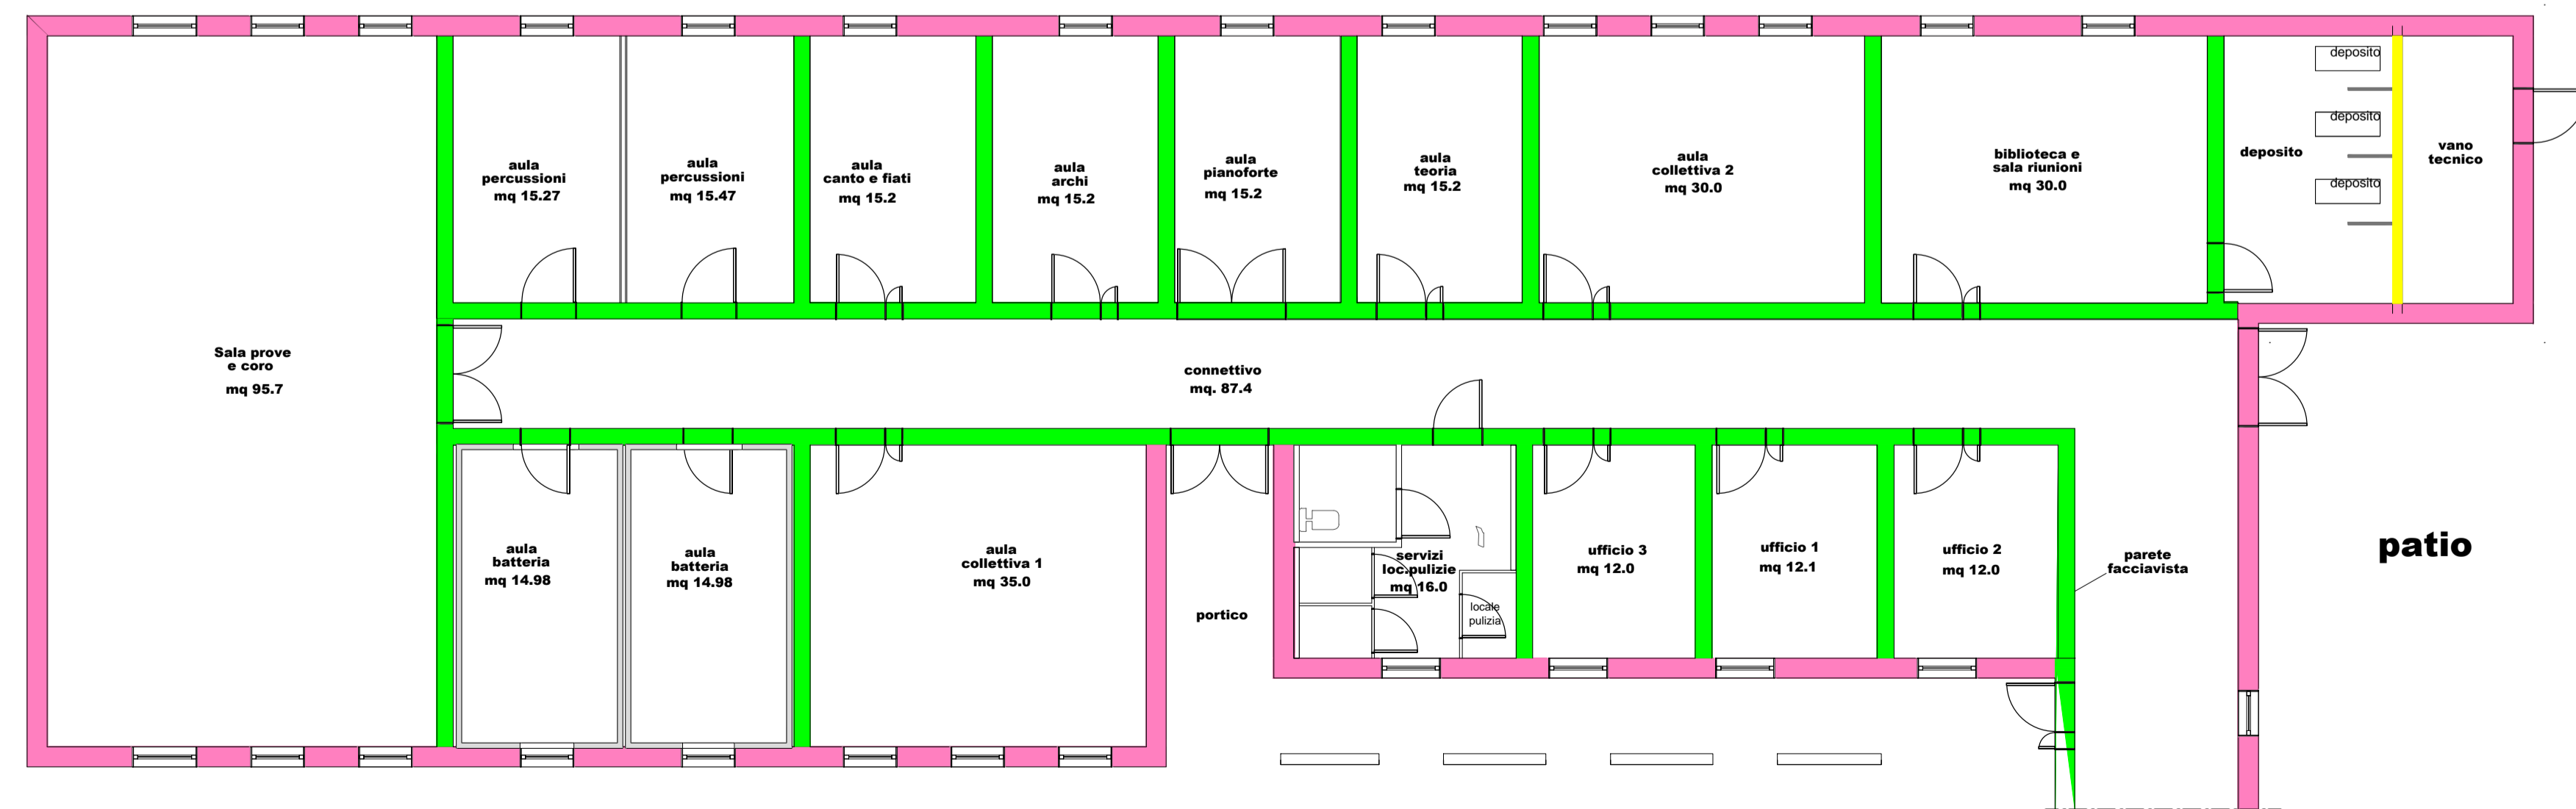 deposito
deposito
deposito
aula
percussioni
mq 15.27
aula
percussioni
mq 15.47
aula
canto e fiati
mq 15.2
aula
archi
mq 15.2
aula
pianoforte
mq 15.2
aula
teoria
mq 15.2
aula
collettiva 2
mq 30.0
biblioteca e
sala riunioni
mq 30.0
deposito
vano
tecnico
Sala prove
e coro
mq 95.7
connettivo
mq. 87.4
aula
batteria
mq 14.98
aula
batteria
mq 14.98
aula
collettiva 1
mq 35.0
portico
servizi
loc.pulizie
mq 16.0
locale
pulizia
ufficio 3
mq 12.0
ufficio 1
mq 12.1
ufficio 2
mq 12.0
parete
facciavista
patio